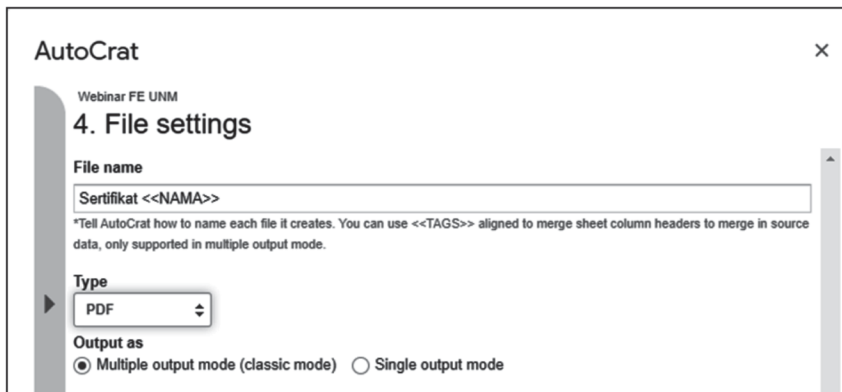 AutoCrat
×
Webinar FE UNM
4. File settings
File name
Sertifikat <<NAMA>>
*Tell AutoCrat how to name each file it creates. You can use <<TAGS>> aligned to merge sheet column headers to merge in source
data, only supported in multiple output mode.
Type
PDF
Output as
Multiple output mode (classic mode) Single output mode